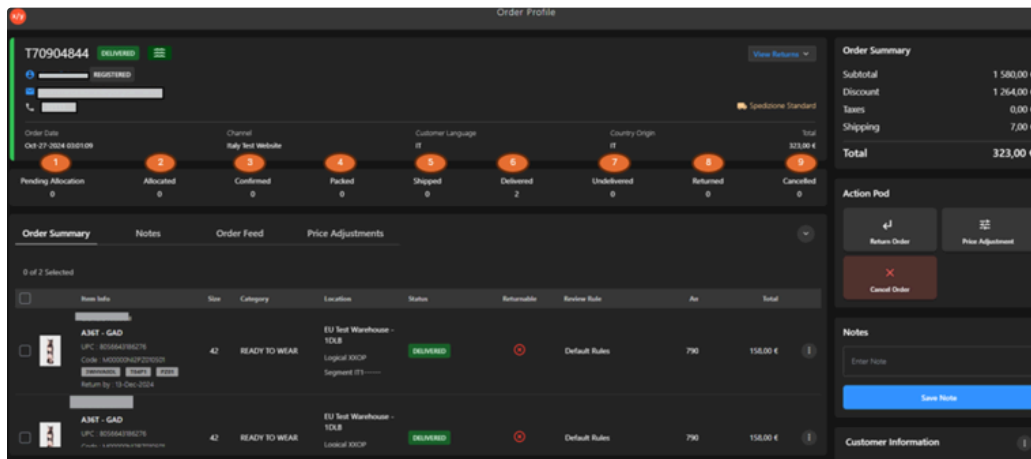 x/y
Order Profile
T70904844 DELIVERED
View Returns
REGISTERED
Spedizione Standard
Order Date Channel Customer Language Country Origin Total
Oct-27-2024 03:01:09 Italy Test Website IT IT 323,00 €
1 2 3 4 5 6 7 8 9
Pending Allocation Allocated Confirmed Packed Shipped Delivered Undelivered Returned Cancelled
0 0 0 0 0 2 0 0 0
Order Summary Notes Order Feed Price Adjustments
0 of 2 Selected
Item Info Size Category Location Status Returnable Review Rule Total
A36T - GAD
UPC : 8056643186276
42 READY TO WEAR
EU Test Warehouse -
1DLB
Logical XXOP
Segment IT1------
DELIVERED Default Rules 790 158,00 €
Return by : 13-Dec-2024
A36T - GAD
UPC : 8056643186276
42 READY TO WEAR
EU Test Warehouse -
1DLB
Logical XXOP
DELIVERED Default Rules 790 158,00 €
Order Summary
Subtotal 1 580,00
Discount 1 264,00
Taxes 0,00
Shipping 7,00
Total 323,00 €
Action Pod
Return Order Price Adjustment
Cancel Order
Notes
Enter Note
Save Note
Customer Information